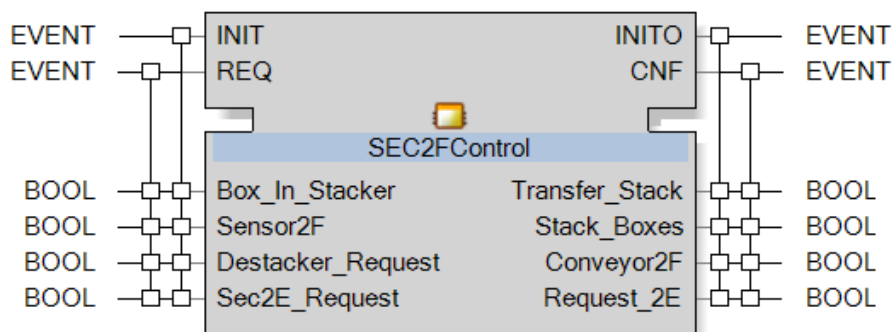 EVENT INIT INITO EVENT
EVENT REQ CNF EVENT
SEC2FControl
BOOL Box_In_Stacker Transfer_Stack BOOL
BOOL Sensor2F Stack_Boxes BOOL
BOOL Destacker_Request Conveyor2F BOOL
BOOL Sec2E_Request Request_2E BOOL